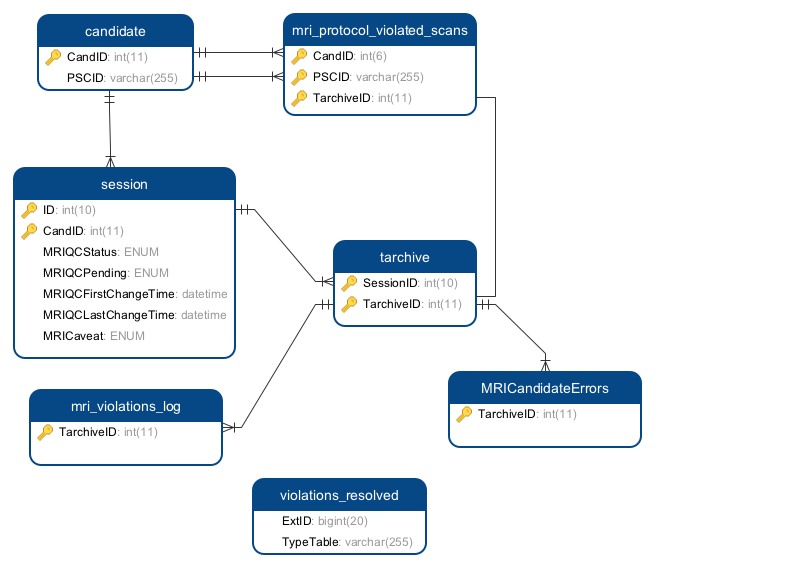 candidate
CandID: int(11)
PSCID: varchar(255)
mri_protocol_violated_scans
CandID: int(6)
PSCID: varchar(255)
TarchiveID: int(11)
session
ID: int(10)
CandID: int(11)
MRIQCStatus: ENUM
MRIQCPending: ENUM
MRIQCFirstChangeTime: datetime
MRIQCLastChangeTime: datetime
MRICaveat: ENUM
tarchive
SessionID: int(10)
TarchiveID: int(11)
mri_violations_log
TarchiveID: int(11)
MRICandidateErrors
TarchiveID: int(11)
violations_resolved
ExtID: bigint(20)
TypeTable: varchar(255)